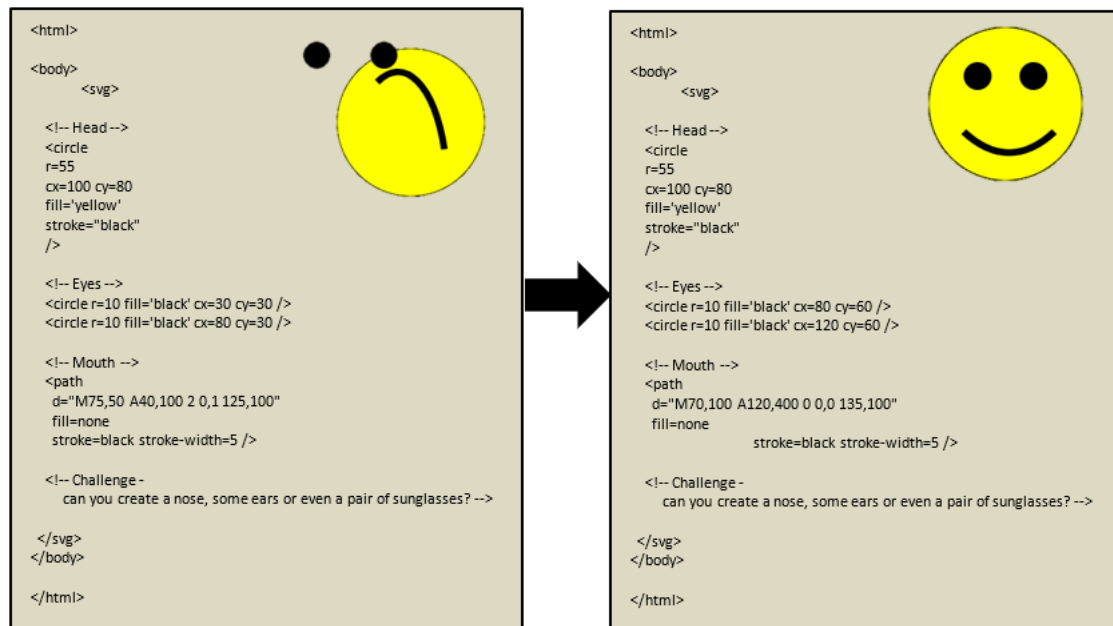 <html>
<body>
<svg>
<!-- Head -->
<circle
r=55
cx=100 cy=80
fill='yellow'
stroke="black"
/>
<!-- Eyes -->
<circle r=10 fill='black' cx=30 cy=30 />
<circle r=10 fill='black' cx=80 cy=30 />
<!-- Mouth -->
<path
d="M75,50 A40,100 2 0,1 125,100"
fill=none
stroke=black stroke-width=5 />
<!-- Challenge -
can you create a nose, some ears or even a pair of sunglasses? -->
</svg>
</body>
</html>
<html>
<body>
<svg>
<!-- Head -->
<circle
r=55
cx=100 cy=80
fill='yellow'
stroke="black"
/>
<!-- Eyes -->
<circle r=10 fill='black' cx=80 cy=60 />
<circle r=10 fill='black' cx=120 cy=60 />
<!-- Mouth -->
<path
d="M70,100 A120,400 0 0,0 135,100"
fill=none
stroke=black stroke-width=5 />
<!-- Challenge -
can you create a nose, some ears or even a pair of sunglasses? -->
</svg>
</body>
</html>